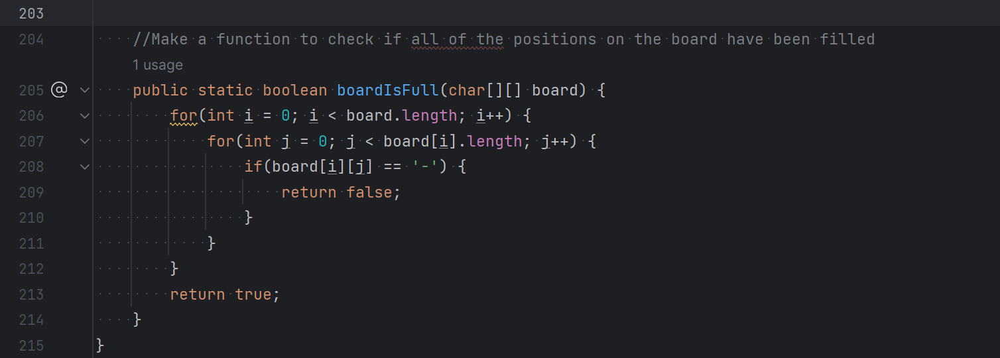 203
204 //Make a function to check if all of the positions on the board have been filled
1 usage
205 @ public static boolean boardIsFull(char[][] board) {
206 for(int i = 0; i < board.length; i++) {
207 for(int j = 0; j < board[i].length; j++) {
208 if(board[i][j] == '-') {
209 return false;
210 }
211 }
212 }
213 return true;
214 }
215 }